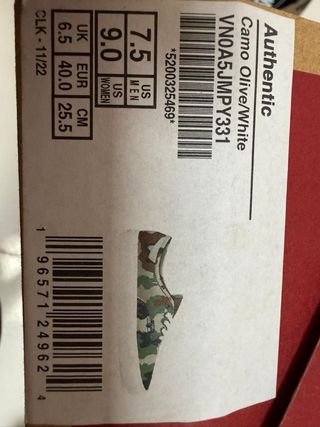 Authentic
Camo Olive/White
VN0A5JMPY331
*5200325469*
US MEN 7.5
US WOMEN 9.0
UK 6.5
EUR 40.0
CM 25.5
CLK - 11/22
1 96571 24962 4